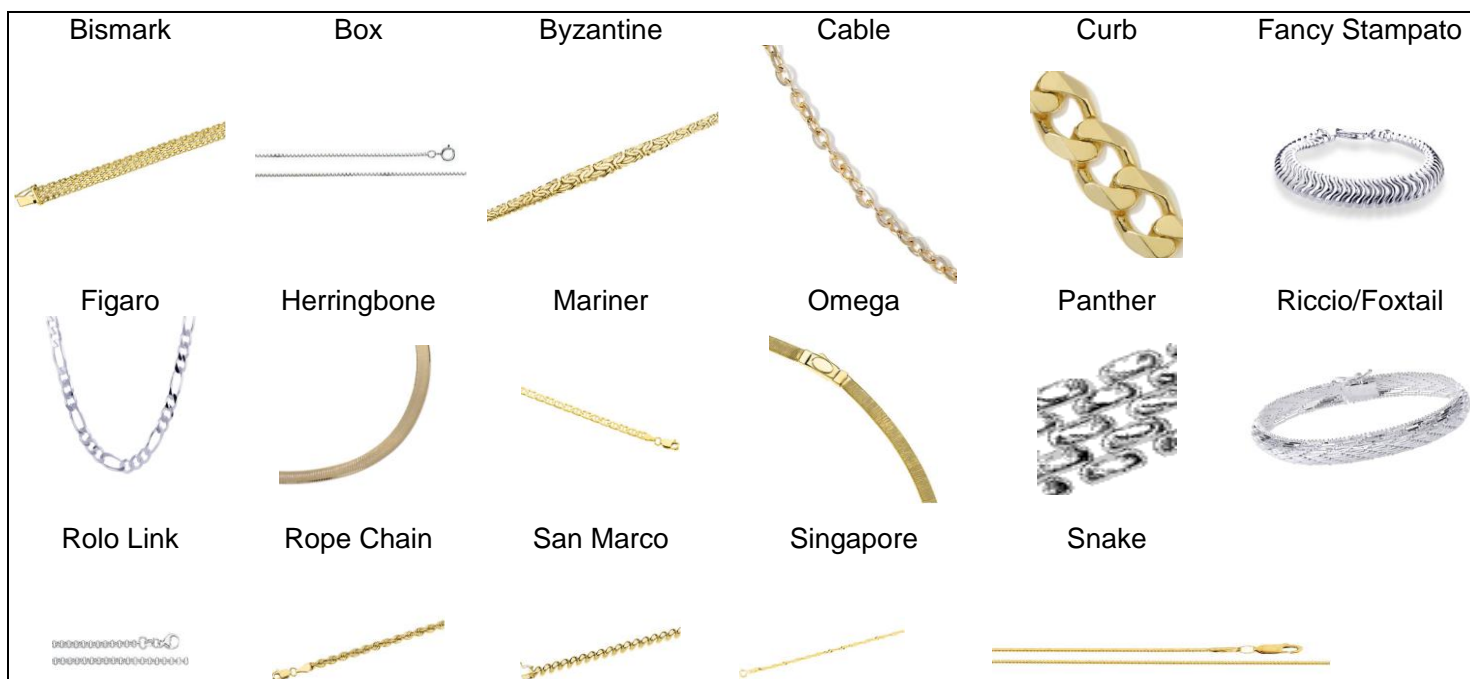 Bismark Box Byzantine Cable Curb Fancy Stampato
Figaro Herringbone Mariner Omega Panther Riccio/Foxtail
Rolo Link Rope Chain San Marco Singapore Snake